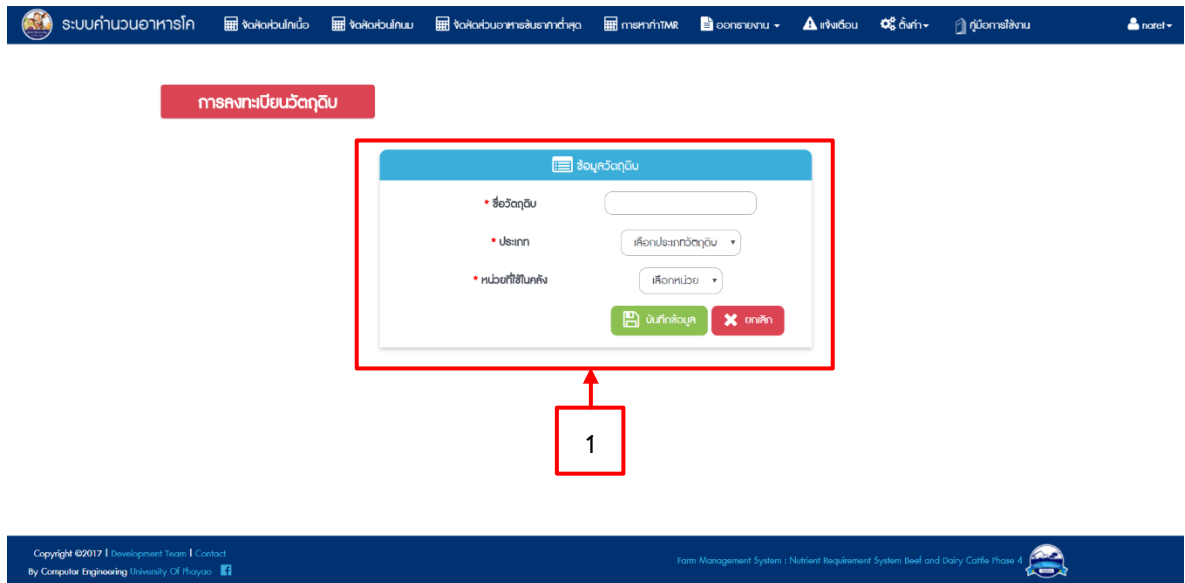 ระบบคำนวนอาหารโค จัดสัดส่วนโคเนื้อ จัดสัดส่วนโคนม จัดสัดส่วนอาหารข้นราคาต่ำสุด การหาค่าTMR ออกรายงาน แจ้งเตือน ตั้งค่า คู่มือการใช้งาน naret
การลงทะเบียนวัตถุดิบ
ข้อมูลวัตถุดิบ
* ชื่อวัตถุดิบ
* ประเภท เลือกประเภทวัตถุดิบ
* หน่วยที่ใช้ในคลัง เลือกหน่วย
บันทึกข้อมูล ยกเลิก
1
Copyright ©2017 | Development Team | Contact
By Computer Engineering University Of Phayao
Farm Management System : Nutrient Requirement System Beef and Dairy Cattle Phase 4